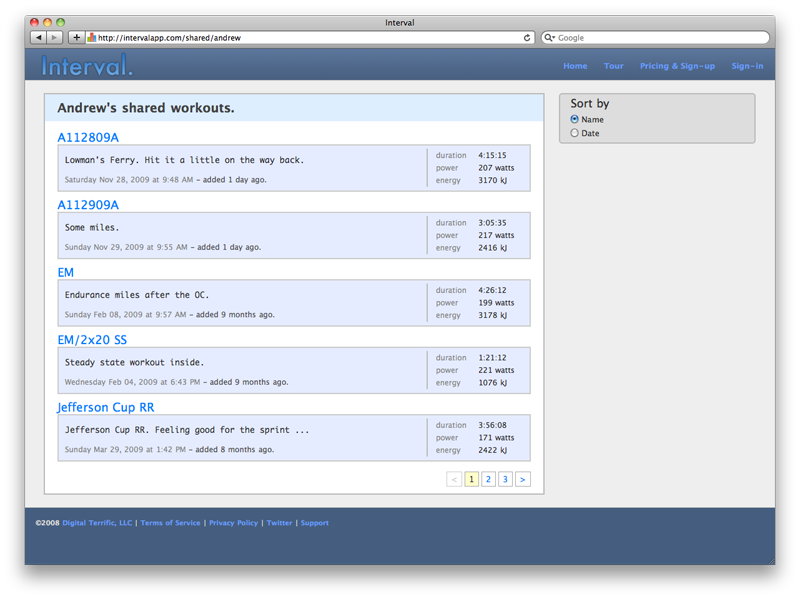 Interval
http://intervalapp.com/shared/andrew
Google
Interval.
Home Tour Pricing & Sign-up Sign-in
Andrew's shared workouts.
A112809A
Lowman's Ferry. Hit it a little on the way back.
Saturday Nov 28, 2009 at 9:48 AM – added 1 day ago.
duration 4:15:15
power 207 watts
energy 3170 kJ
A112909A
Some miles.
Sunday Nov 29, 2009 at 9:55 AM – added 1 day ago.
duration 3:05:35
power 217 watts
energy 2416 kJ
EM
Endurance miles after the OC.
Sunday Feb 08, 2009 at 9:57 AM – added 9 months ago.
duration 4:26:12
power 199 watts
energy 3178 kJ
EM/2x20 SS
Steady state workout inside.
Wednesday Feb 04, 2009 at 6:43 PM – added 9 months ago.
duration 1:21:12
power 221 watts
energy 1076 kJ
Jefferson Cup RR
Jefferson Cup RR. Feeling good for the sprint ...
Sunday Mar 29, 2009 at 1:42 PM – added 8 months ago.
duration 3:56:08
power 171 watts
energy 2422 kJ
< 1 2 3 >
Sort by
Name
Date
©2008 Digital Terrific, LLC | Terms of Service | Privacy Policy | Twitter | Support